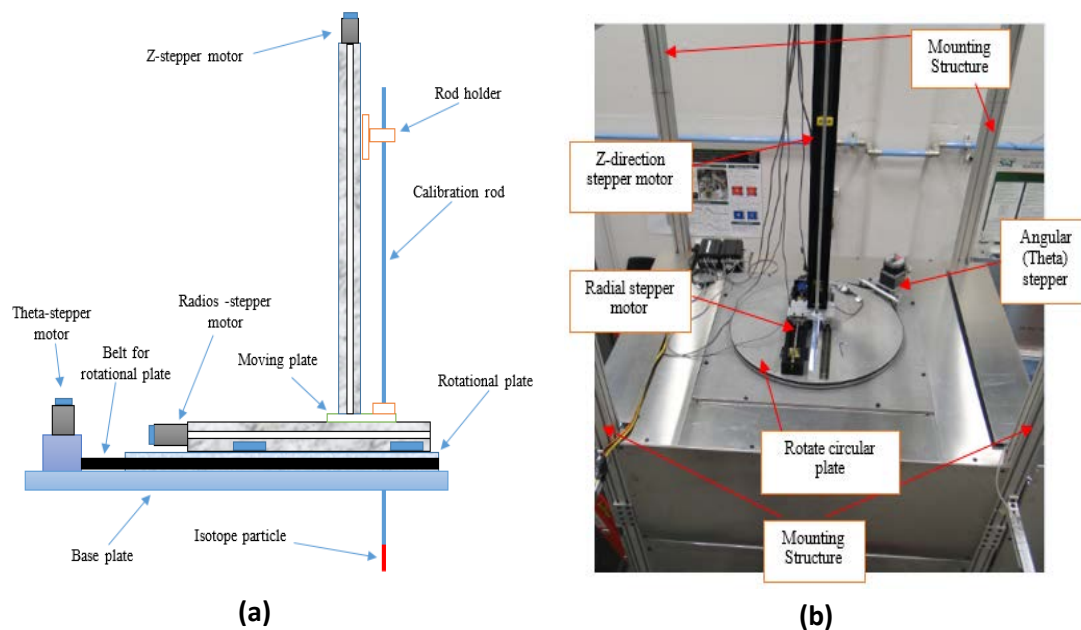 Z-stepper motor
Rod holder
Calibration rod
Radios -stepper
motor
Theta-stepper
motor
Moving plate
Belt for
rotational plate
Rotational plate
Isotope particle
Base plate
(a)
Mounting
Structure
Z-direction
stepper motor
Angular
(Theta)
stepper
Radial stepper
motor
Rotate circular
plate
Mounting
Structure
(b)